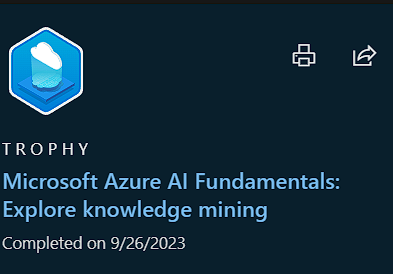 TROPHY
Microsoft Azure AI Fundamentals:
Explore knowledge mining
Completed on 9/26/2023